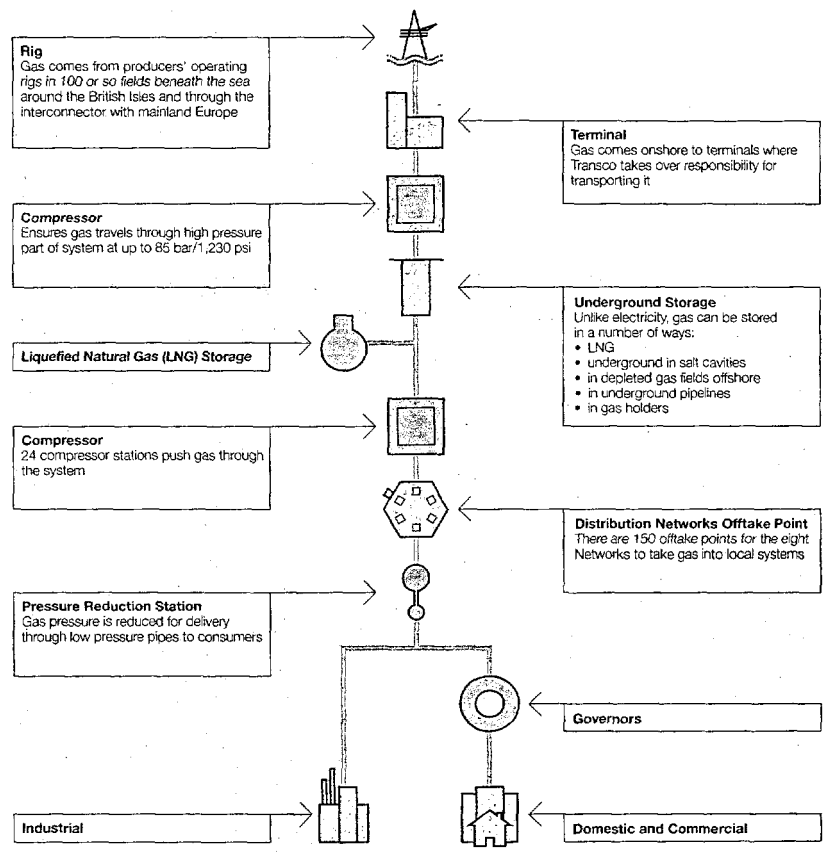 Rig
Gas comes from producers' operating
rigs in 100 or so fields beneath the sea
around the British Isles and through the
interconnector with mainland Europe
Terminal
Gas comes onshore to terminals where
Transco takes over responsibility for
transporting it
Compressor
Ensures gas travels through high pressure
part of system at up to 85 bar/1,230 psi
Underground Storage
Unlike electricity, gas can be stored
in a number of ways:
• LNG
• underground in salt cavities
• in depleted gas fields offshore
• in underground pipelines
• in gas holders
Liquefied Natural Gas (LNG) Storage
Compressor
24 compressor stations push gas through
the system
Distribution Networks Offtake Point
There are 150 offtake points for the eight
Networks to take gas into local systems
Pressure Reduction Station
Gas pressure is reduced for delivery
through low pressure pipes to consumers
Governors
Industrial
Domestic and Commercial